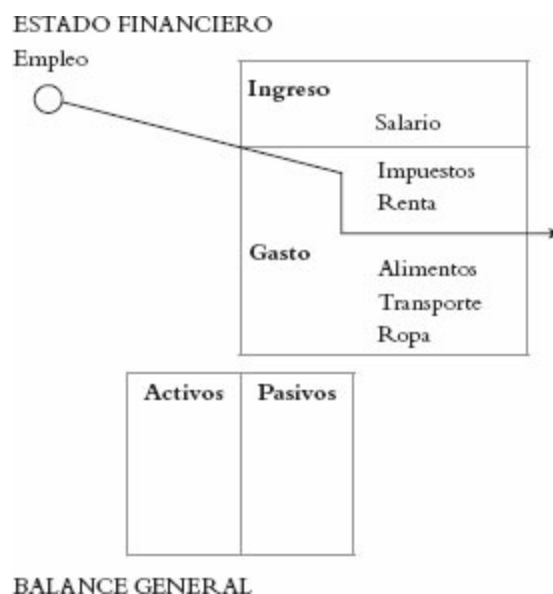 ESTADO FINANCIERO
Empleo
Ingreso
Salario
Impuestos
Renta
Gasto
Alimentos
Transporte
Ropa
Activos Pasivos
BALANCE GENERAL